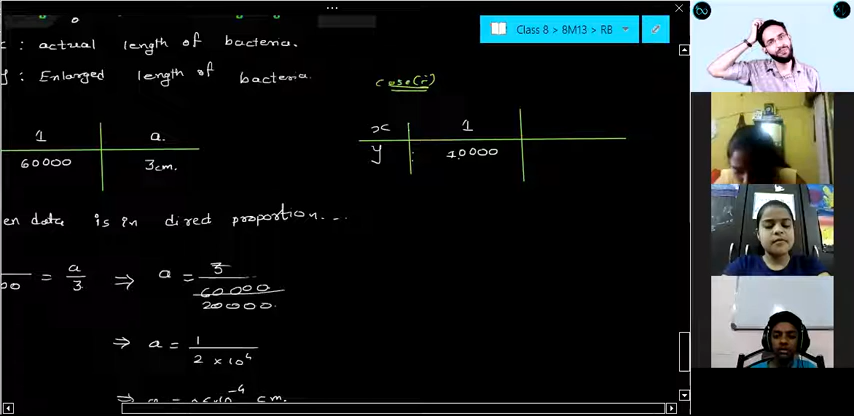 Class 8 > 8M13 > RB
: actual length of bacteria.
: Enlarged length of bacteria.
1 a.
60000 3cm.
en data is in direct proportion...
= a/3 ⇒ a = 3/60000
20000.
⇒ a = 1/2 × 10⁴
cm.
case(i)
x 1
y 10000